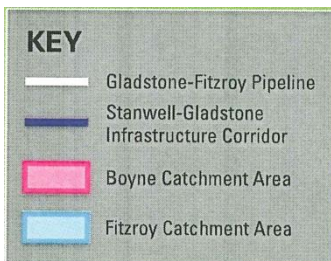 KEY
Gladstone-Fitzroy Pipeline
Stanwell-Gladstone
Infrastructure Corridor
Boyne Catchment Area
Fitzroy Catchment Area